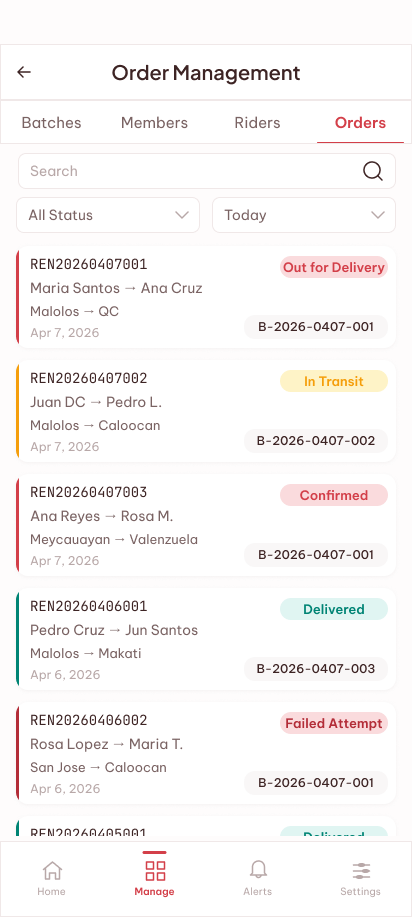 Order Management
Batches Members Riders Orders
Search
All Status Today
REN20260407001 Out for Delivery
Maria Santos → Ana Cruz
Malolos → QC
Apr 7, 2026 B-2026-0407-001
REN20260407002 In Transit
Juan DC → Pedro L.
Malolos → Caloocan
Apr 7, 2026 B-2026-0407-002
REN20260407003 Confirmed
Ana Reyes → Rosa M.
Meycauayan → Valenzuela
Apr 7, 2026 B-2026-0407-001
REN20260406001 Delivered
Pedro Cruz → Jun Santos
Malolos → Makati
Apr 6, 2026 B-2026-0407-003
REN20260406002 Failed Attempt
Rosa Lopez → Maria T.
San Jose → Caloocan
Apr 6, 2026 B-2026-0407-001
REN20260405001 Delivered
Home Manage Alerts Settings